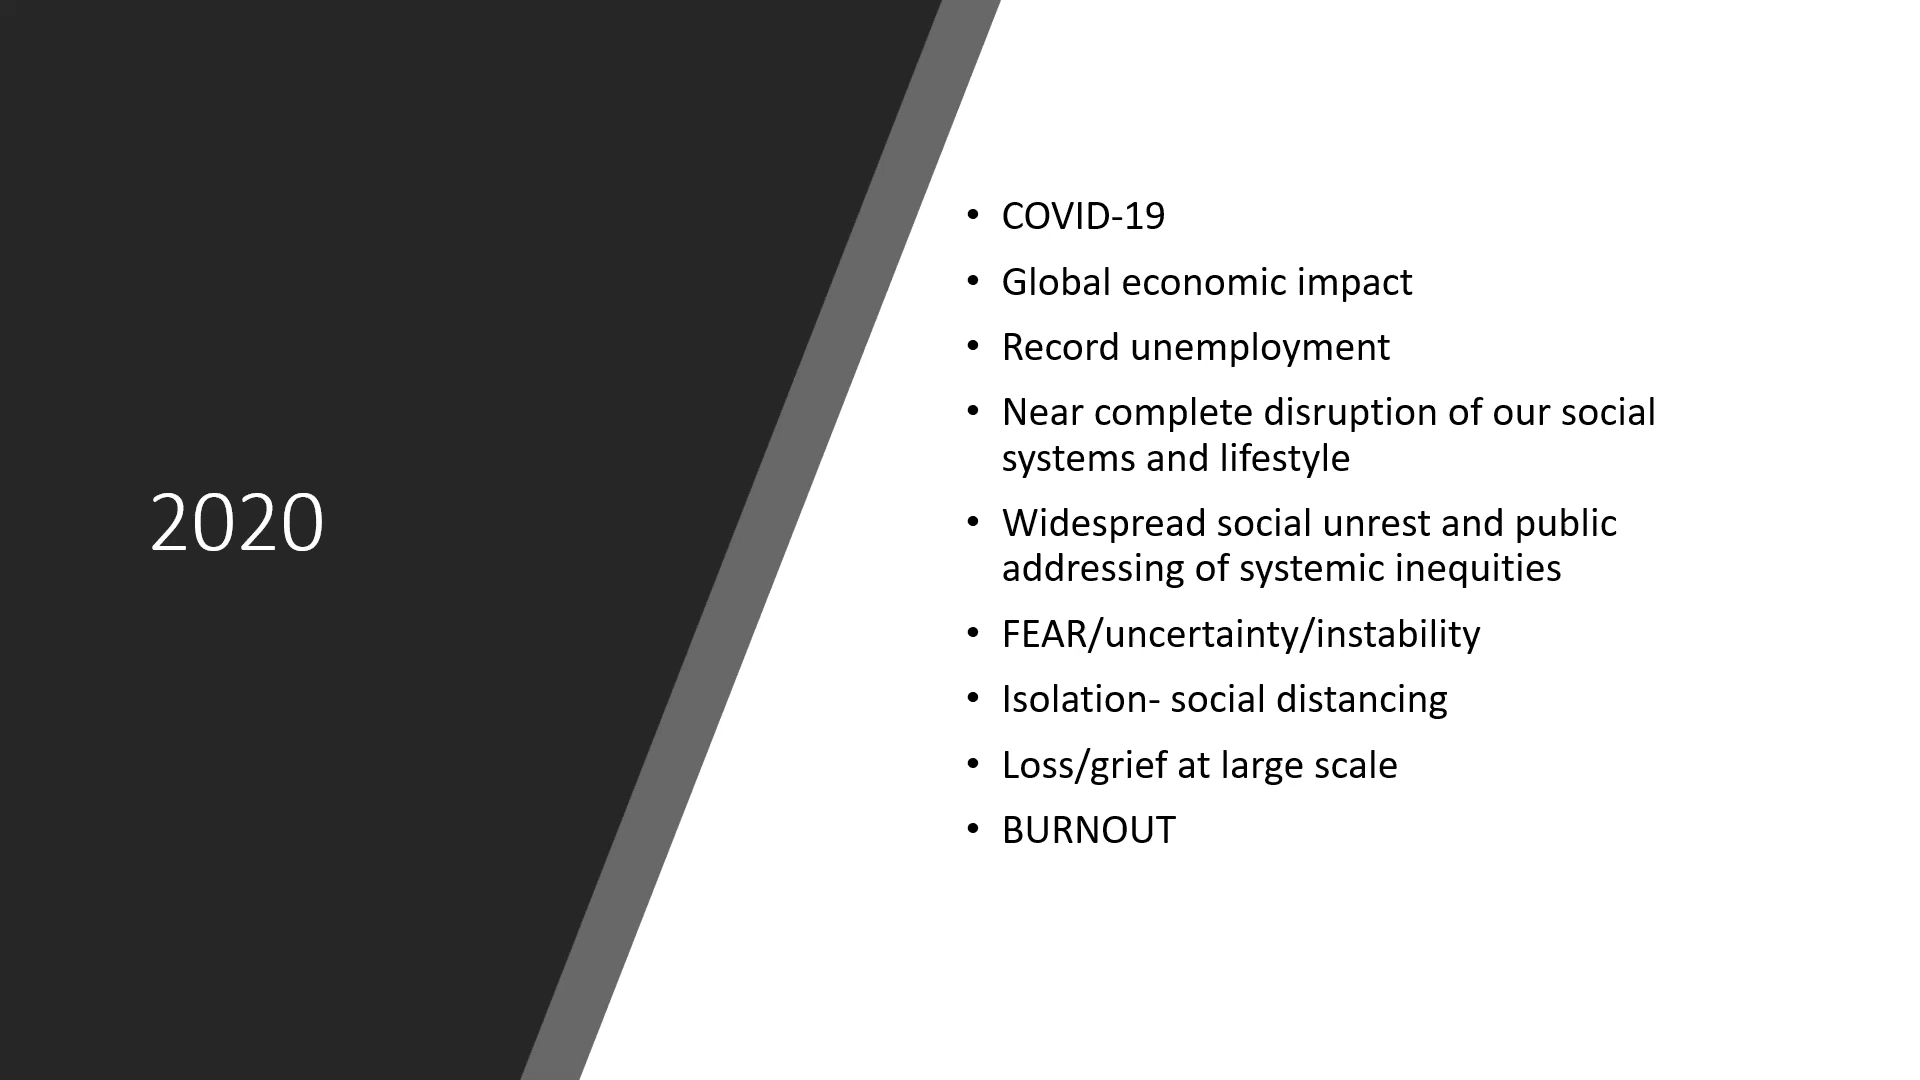 2020
• COVID-19
• Global economic impact
• Record unemployment
• Near complete disruption of our social
systems and lifestyle
• Widespread social unrest and public
addressing of systemic inequities
• FEAR/uncertainty/instability
• Isolation- social distancing
• Loss/grief at large scale
• BURNOUT